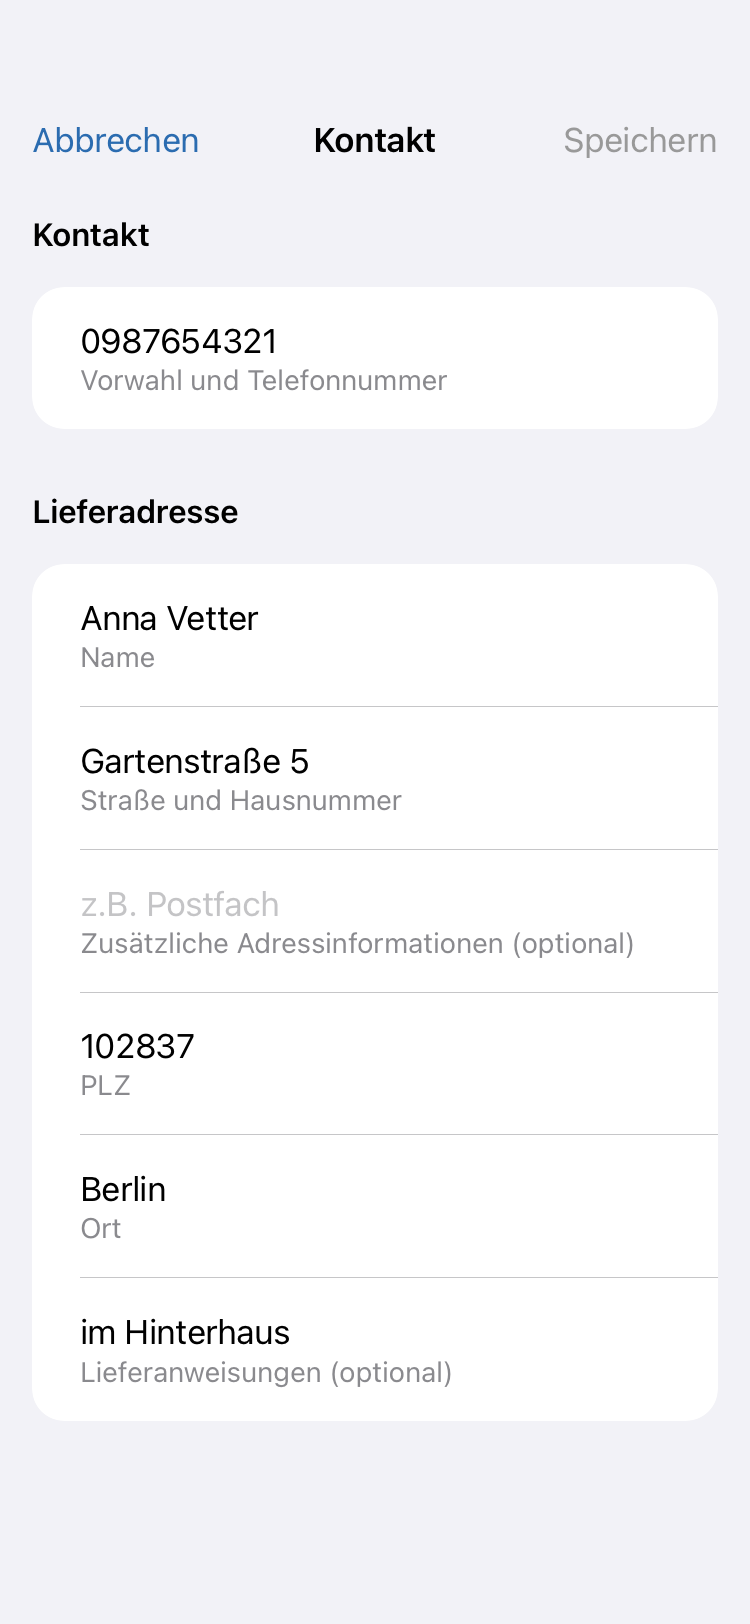 Abbrechen Kontakt Speichern
Kontakt
0987654321
Vorwahl und Telefonnummer
Lieferadresse
Anna Vetter
Name
Gartenstraße 5
Straße und Hausnummer
z.B. Postfach
Zusätzliche Adressinformationen (optional)
102837
PLZ
Berlin
Ort
im Hinterhaus
Lieferanweisungen (optional)